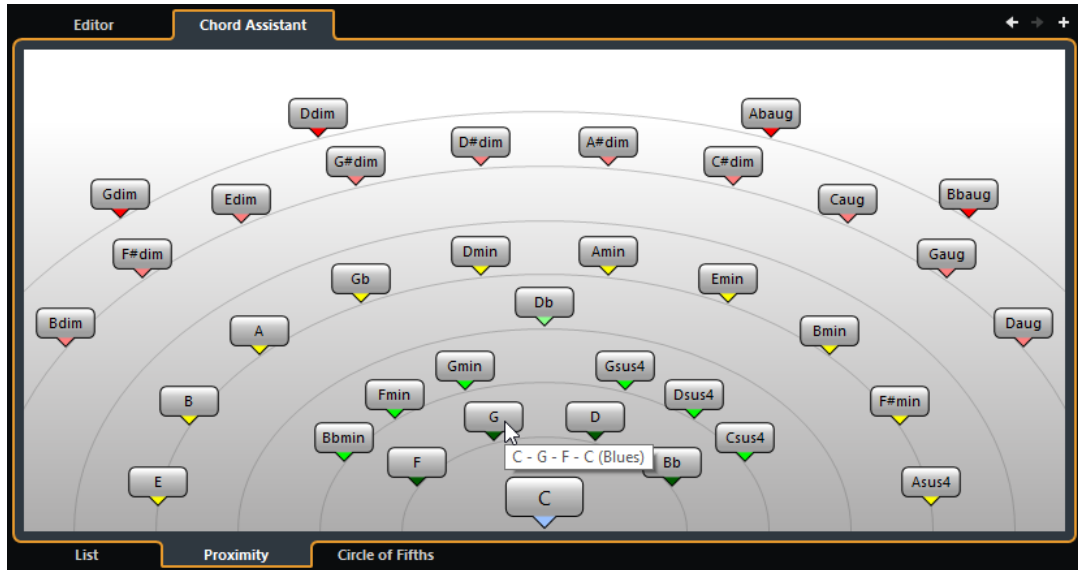 Editor
Chord Assistant
Ddim
Abaug
D#dim
A#dim
G#dim
C#dim
Gdim
Edim
Caug
Bbaug
F#dim
Dmin
Amin
Gaug
Gb
Emin
Db
Bdim
A
Bmin
Daug
Gmin
Gsus4
Fmin
Dsus4
B
F#min
G
D
Bbmin
Csus4
C - G - F - C (Blues)
F
Bb
E
Asus4
C
List
Proximity
Circle of Fifths